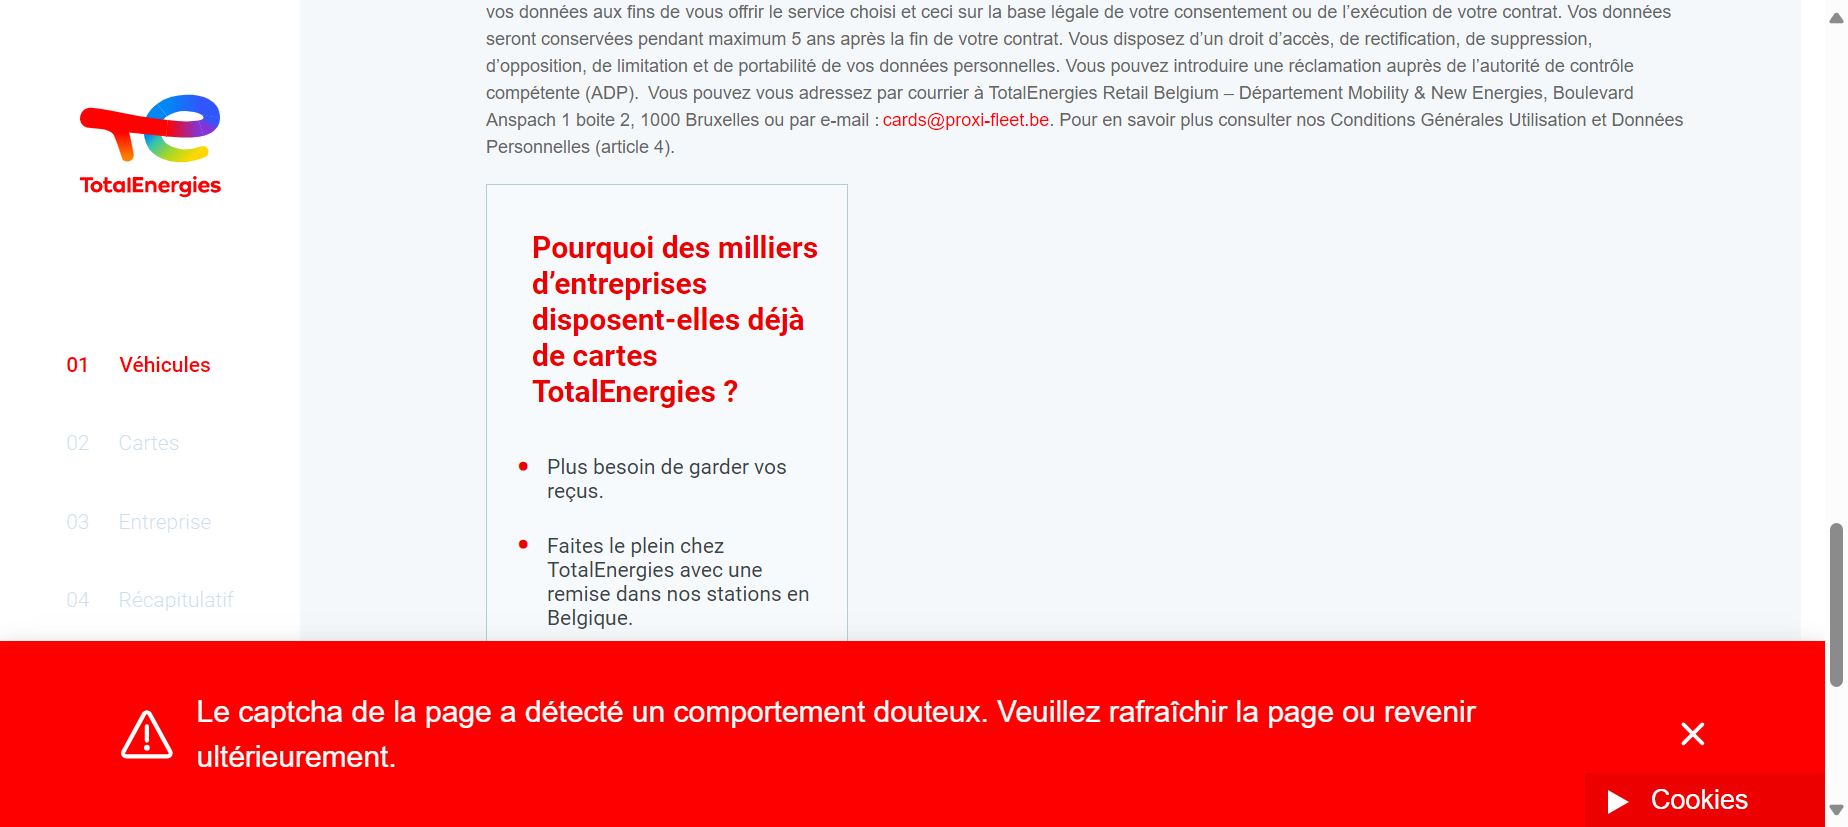 vos données aux fins de vous offrir le service choisi et ceci sur la base légale de votre consentement ou de l’exécution de votre contrat. Vos données
seront conservées pendant maximum 5 ans après la fin de votre contrat. Vous disposez d’un droit d’accès, de rectification, de suppression,
d’opposition, de limitation et de portabilité de vos données personnelles. Vous pouvez introduire une réclamation auprès de l’autorité de contrôle
compétente (ADP).  Vous pouvez vous adressez par courrier à TotalEnergies Retail Belgium – Département Mobility & New Energies, Boulevard
Anspach 1 boite 2, 1000 Bruxelles ou par e-mail : cards@proxi-fleet.be. Pour en savoir plus consulter nos Conditions Générales Utilisation et Données
Personnelles (article 4).
TotalEnergies
01 Véhicules
02 Cartes
03 Entreprise
04 Récapitulatif
Pourquoi des milliers
d’entreprises
disposent-elles déjà
de cartes
TotalEnergies ?
Plus besoin de garder vos
reçus.
Faites le plein chez
TotalEnergies avec une
remise dans nos stations en
Belgique.
Le captcha de la page a détecté un comportement douteux. Veuillez rafraîchir la page ou revenir
ultérieurement.
Cookies